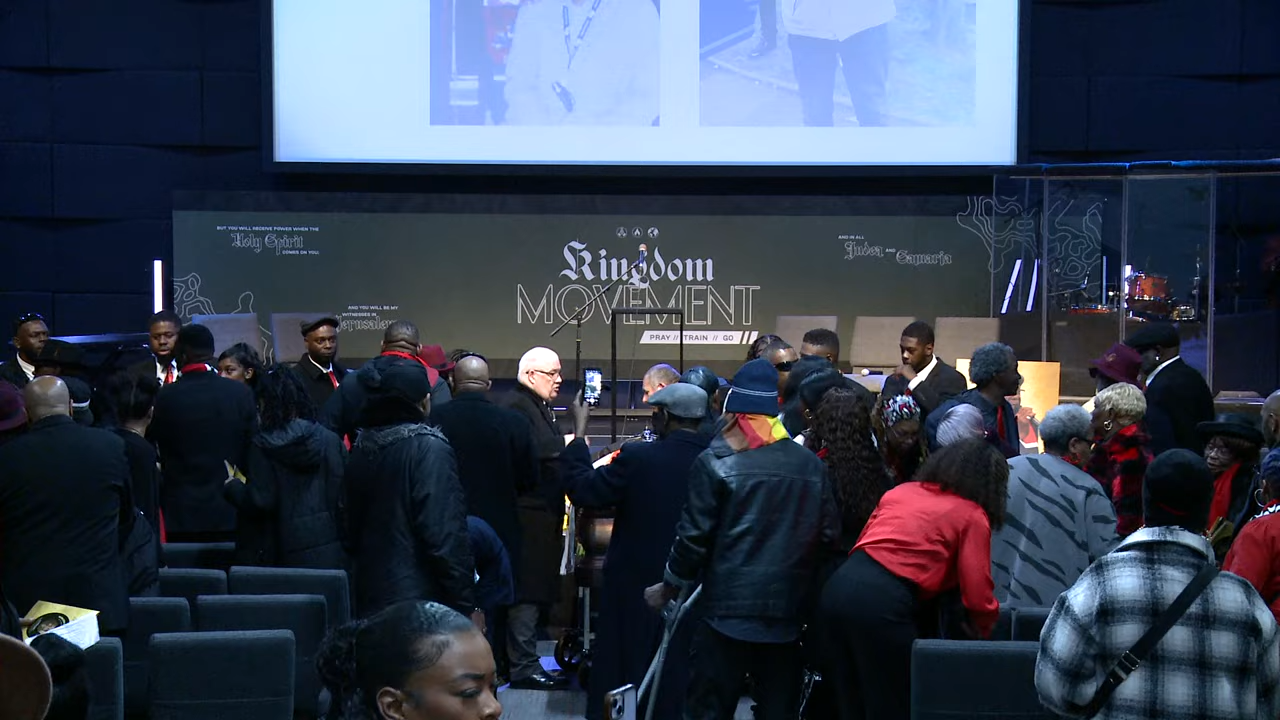 BUT YOU WILL RECEIVE POWER WHEN THE
Holy Spirit
COMES ON YOU.
AND YOU WILL BE MY
WITNESSES IN
Jerusalem
Kingdom
MOVEMENT
PRAY // TRAIN // GO
AND IN ALL
Judea AND
Samaria